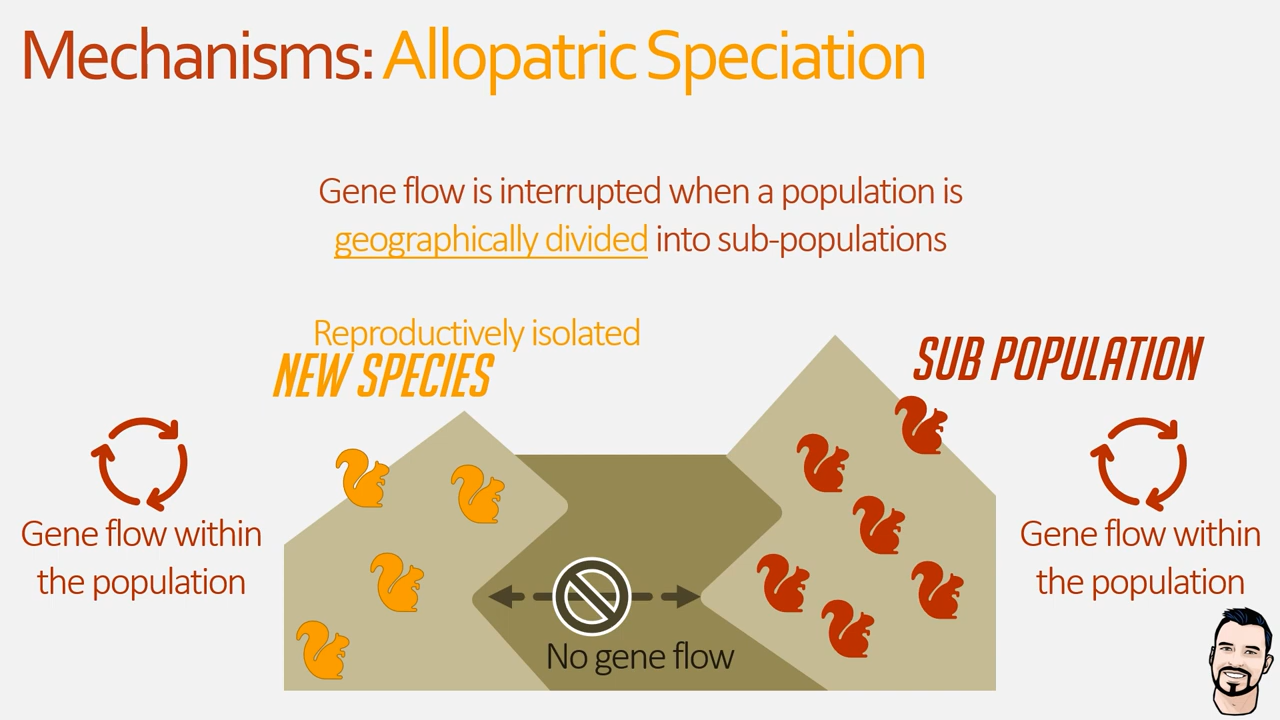 Mechanisms: Allopatric Speciation
Gene flow is interrupted when a population is
geographically divided into sub-populations
Reproductively isolated
NEW SPECIES
SUB POPULATION
Gene flow within
the population
No gene flow
Gene flow within
the population